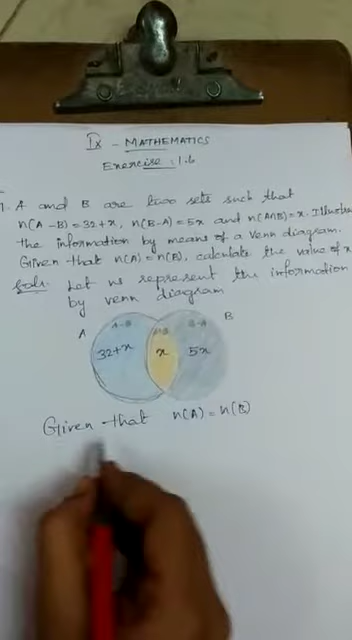 IX - MATHEMATICS
Exercise : 1.6
1. A and B are two sets such that
n(A-B)=32+x, n(B-A)=5x and n(A∩B)=x. Illustrate
the information by means of a Venn diagram.
Given that n(A)=n(B), calculate the value of x
Soln: Let us represent the information
by venn diagram
A A-B A∩B B-A B
32+x x 5x
Given that n(A)=n(B)